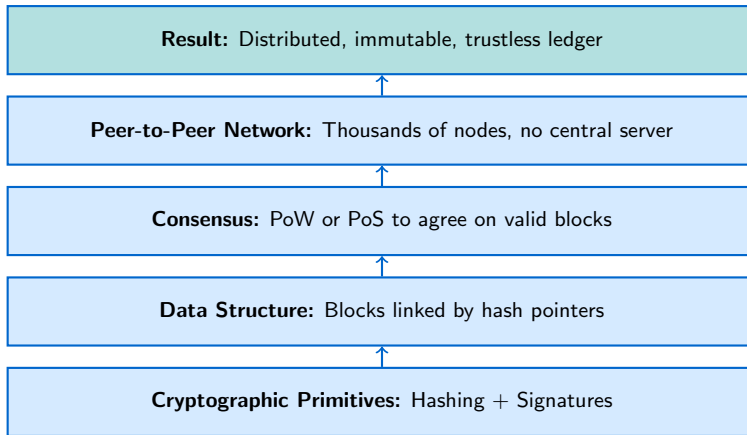 Result: Distributed, immutable, trustless ledger
Peer-to-Peer Network: Thousands of nodes, no central server
Consensus: PoW or PoS to agree on valid blocks
Data Structure: Blocks linked by hash pointers
Cryptographic Primitives: Hashing + Signatures